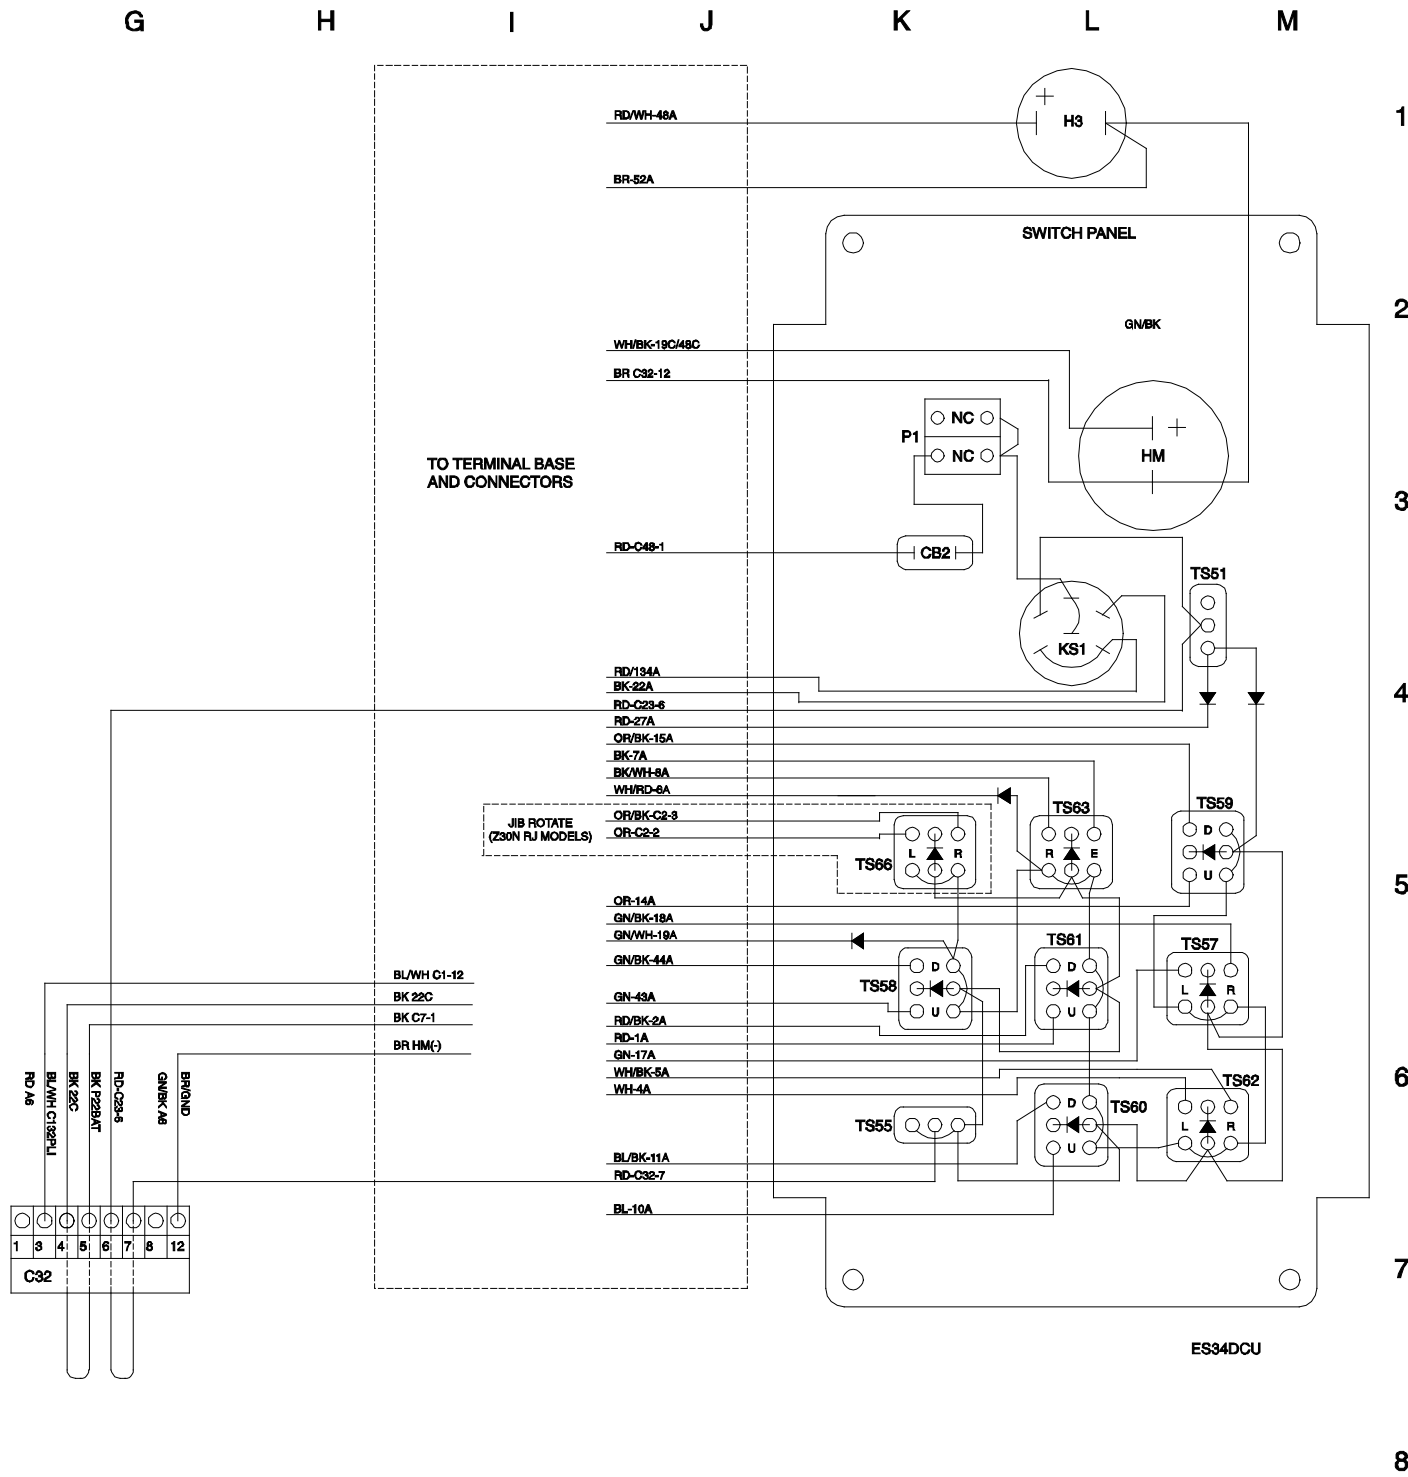 G H I J K L M
1
RD/WH-48A
+
H3
BR-52A
SWITCH PANEL
2
GN/BK
WH/BK-19C/48C
BR C32-12
NC
P1
NC
+
HM
TO TERMINAL BASE
AND CONNECTORS
3
RD-C48-1
CB2
TS51
KS1
RD/134A
BK-22A
4
RD-C23-6
RD-27A
OR/BK-15A
BK-7A
BK/WH-8A
WH/RD-6A
TS63
TS59
JIB ROTATE
(Z30N RJ MODELS)
OR/BK-C2-3
OR-C2-2
D
L R
R E
TS66
U
5
OR-14A
GN/BK-18A
GN/WH-19A
TS61
TS57
GN/BK-44A
D
D
BL/WH C1-12
TS58
L R
BK 22C
GN-43A
U
U
BK C7-1
RD/BK-2A
RD-1A
BR HM(-)
GN-17A
WH/BK-5A
6
TS62
WH-4A
RD A6
BL/WH C132PLI
BK 22C
BK P22BAT
RD-C23-6
GN/BK A6
BR/GND
D
TS60
TS55
L R
U
BL/BK-11A
RD-C32-7
BL-10A
1 3 4 5 6 7 8 12
C32
7
ES34DCU
8